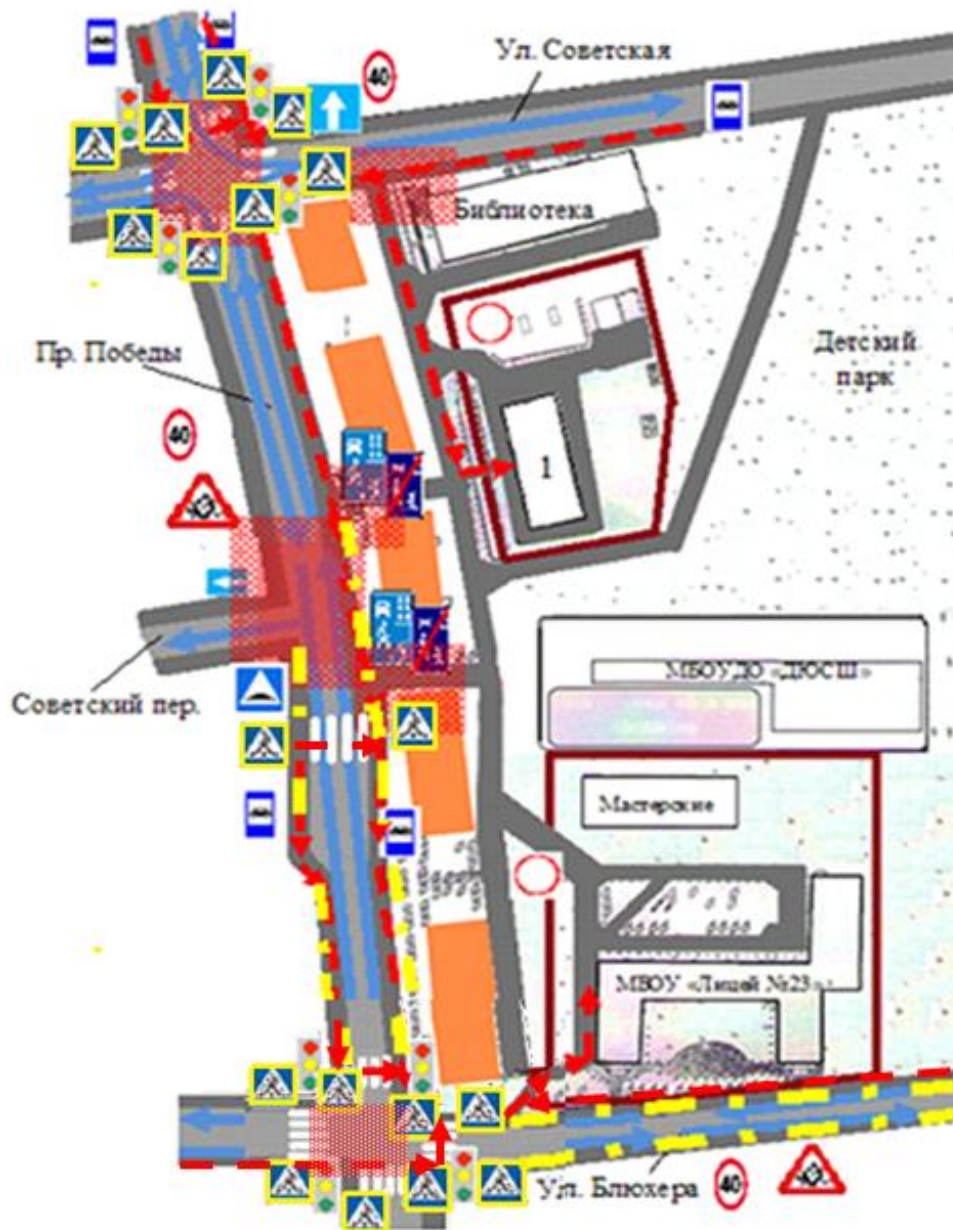 Ул. Советская
40
Библиотека
Пр. Победы
Детский
парк
40
1
МБОУДО «ДЮСШ»
Советский пер.
Мастерские
МБОУ «Лицей №23»
Ул. Блюхера
40